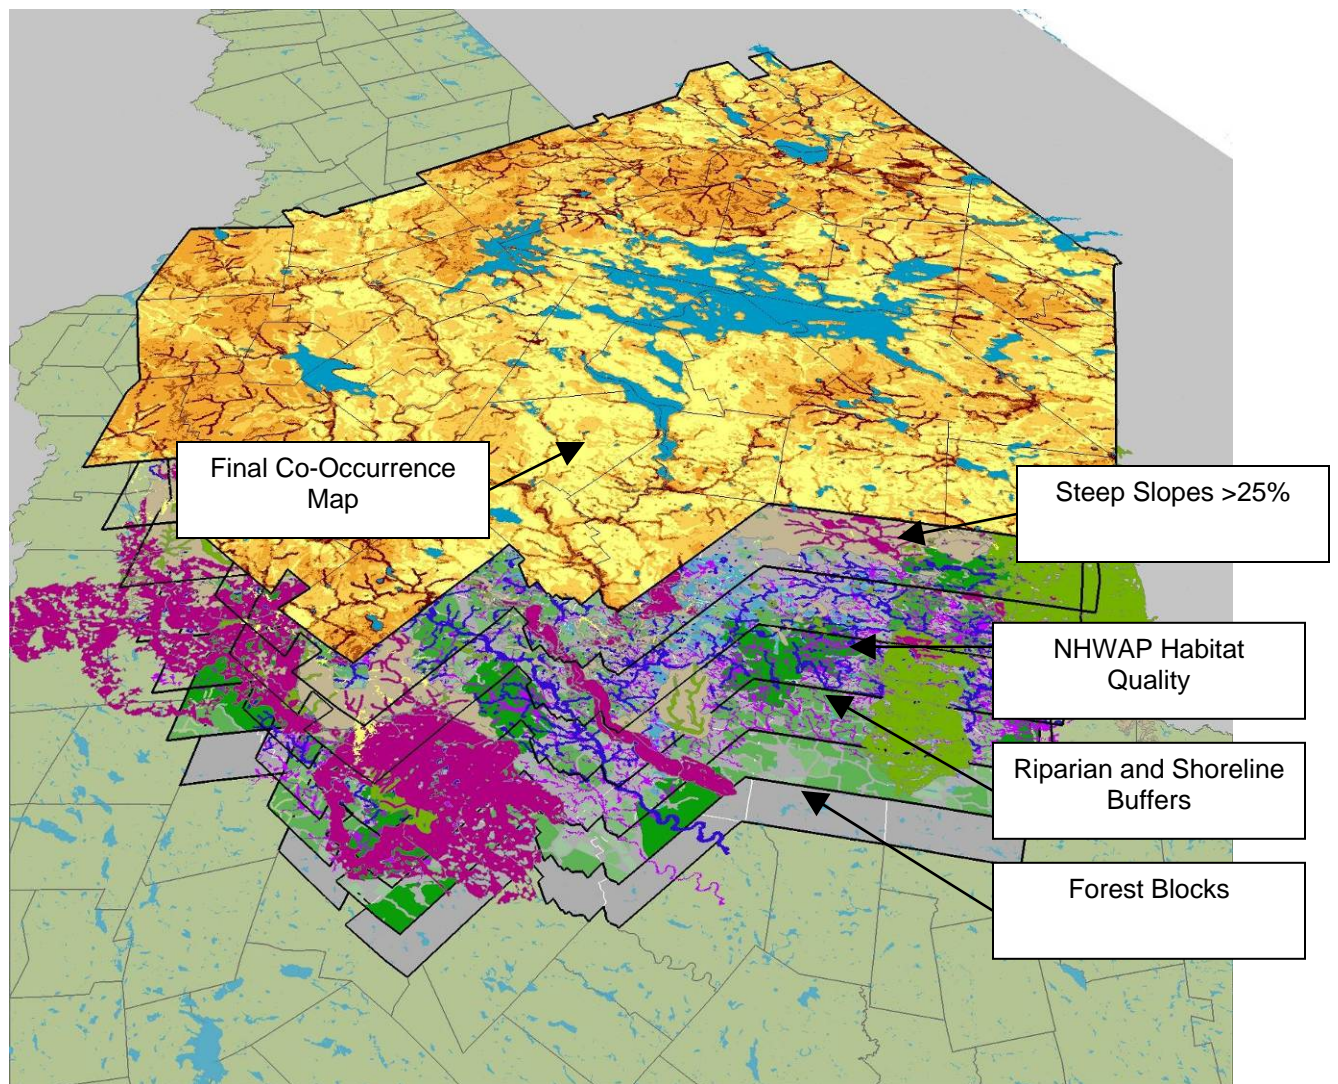 Final Co-Occurrence
Map
Steep Slopes >25%
NHWAP Habitat
Quality
Riparian and Shoreline
Buffers
Forest Blocks